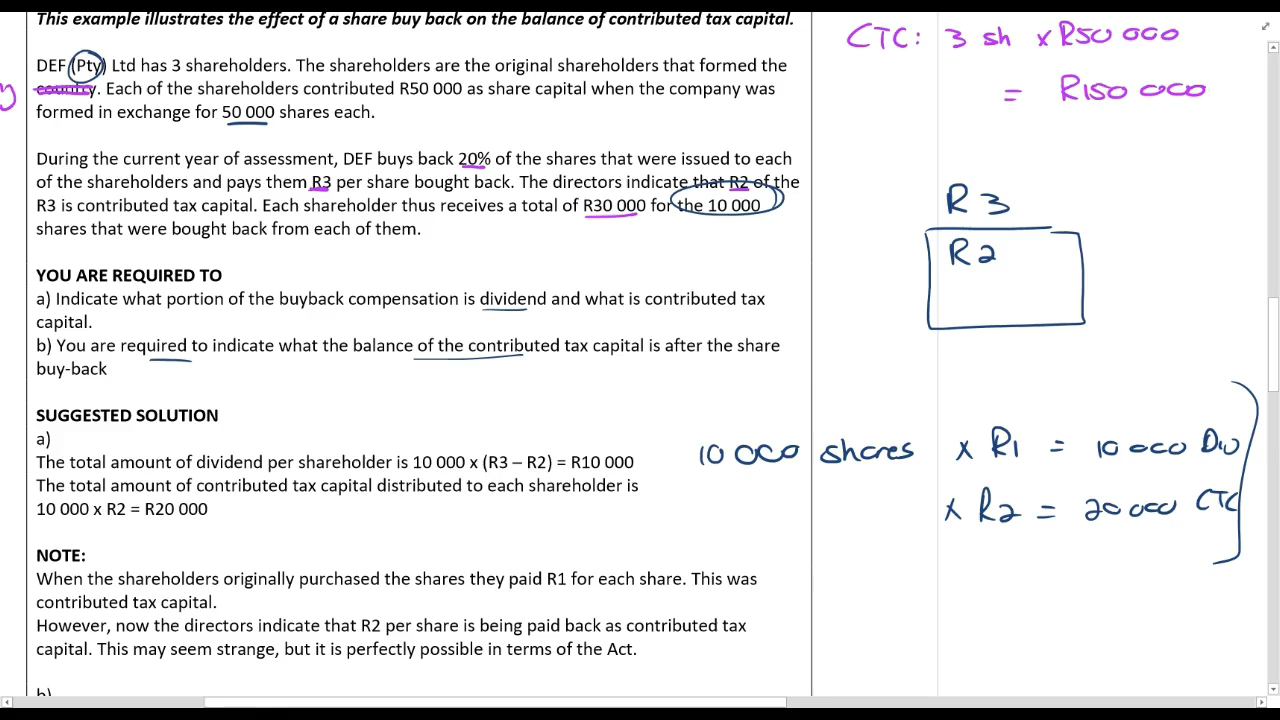 This example illustrates the effect of a share buy back on the balance of contributed tax capital.
DEF (Pty) Ltd has 3 shareholders. The shareholders are the original shareholders that formed the
country. Each of the shareholders contributed R50 000 as share capital when the company was
formed in exchange for 50 000 shares each.
During the current year of assessment, DEF buys back 20% of the shares that were issued to each
of the shareholders and pays them R3 per share bought back. The directors indicate that R2 of the
R3 is contributed tax capital. Each shareholder thus receives a total of R30 000 for the 10 000
shares that were bought back from each of them.
YOU ARE REQUIRED TO
a) Indicate what portion of the buyback compensation is dividend and what is contributed tax
capital.
b) You are required to indicate what the balance of the contributed tax capital is after the share
buy-back
SUGGESTED SOLUTION
a)
The total amount of dividend per shareholder is 10 000 x (R3 – R2) = R10 000
The total amount of contributed tax capital distributed to each shareholder is
10 000 x R2 = R20 000
NOTE:
When the shareholders originally purchased the shares they paid R1 for each share. This was
contributed tax capital.
However, now the directors indicate that R2 per share is being paid back as contributed tax
capital. This may seem strange, but it is perfectly possible in terms of the Act.
b)
CTC: 3 sh x R50 000
= R150 000
R3
R2
10 000 shares x R1 = 10 000 Div
x R2 = 20 000 CTC